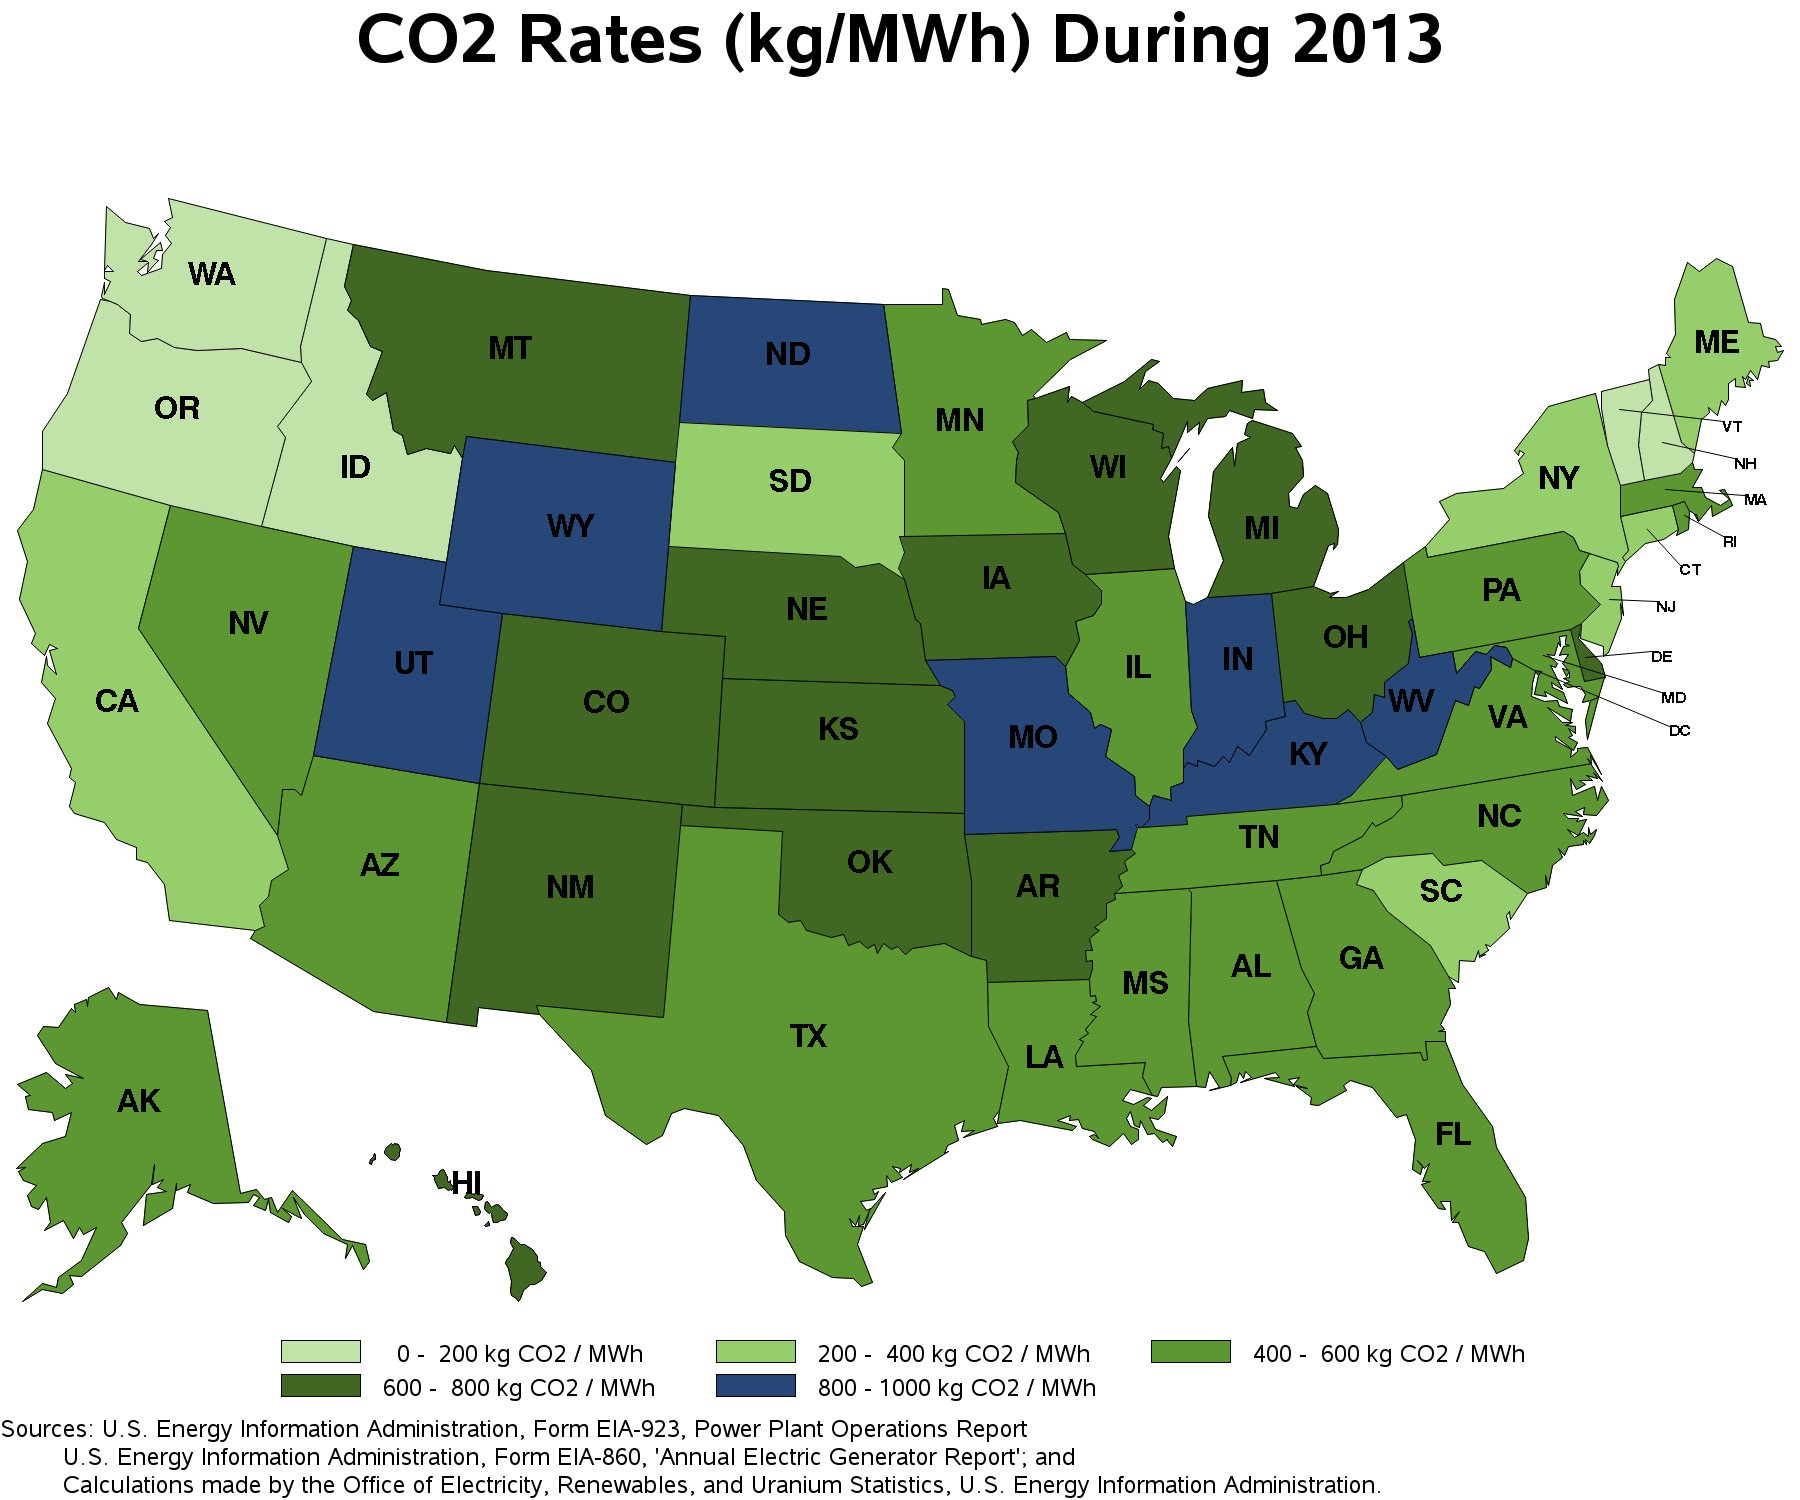 CO2 Rates (kg/MWh) During 2013
WA
MT
ND
ME
OR
MN
VT
ID
WI
NH
SD
NY
MA
WY
MI
RI
IA
CT
PA
NE
NJ
NV
OH
UT
IL
IN
DE
CA
CO
WV
MD
KS
VA
DC
MO
KY
NC
TN
AZ
OK
NM
AR
SC
GA
AL
MS
TX
LA
AK
FL
HI
0 - 200 kg CO2 / MWh 200 - 400 kg CO2 / MWh 400 - 600 kg CO2 / MWh
600 - 800 kg CO2 / MWh 800 - 1000 kg CO2 / MWh
Sources: U.S. Energy Information Administration, Form EIA-923, Power Plant Operations Report
U.S. Energy Information Administration, Form EIA-860, 'Annual Electric Generator Report'; and
Calculations made by the Office of Electricity, Renewables, and Uranium Statistics, U.S. Energy Information Administration.